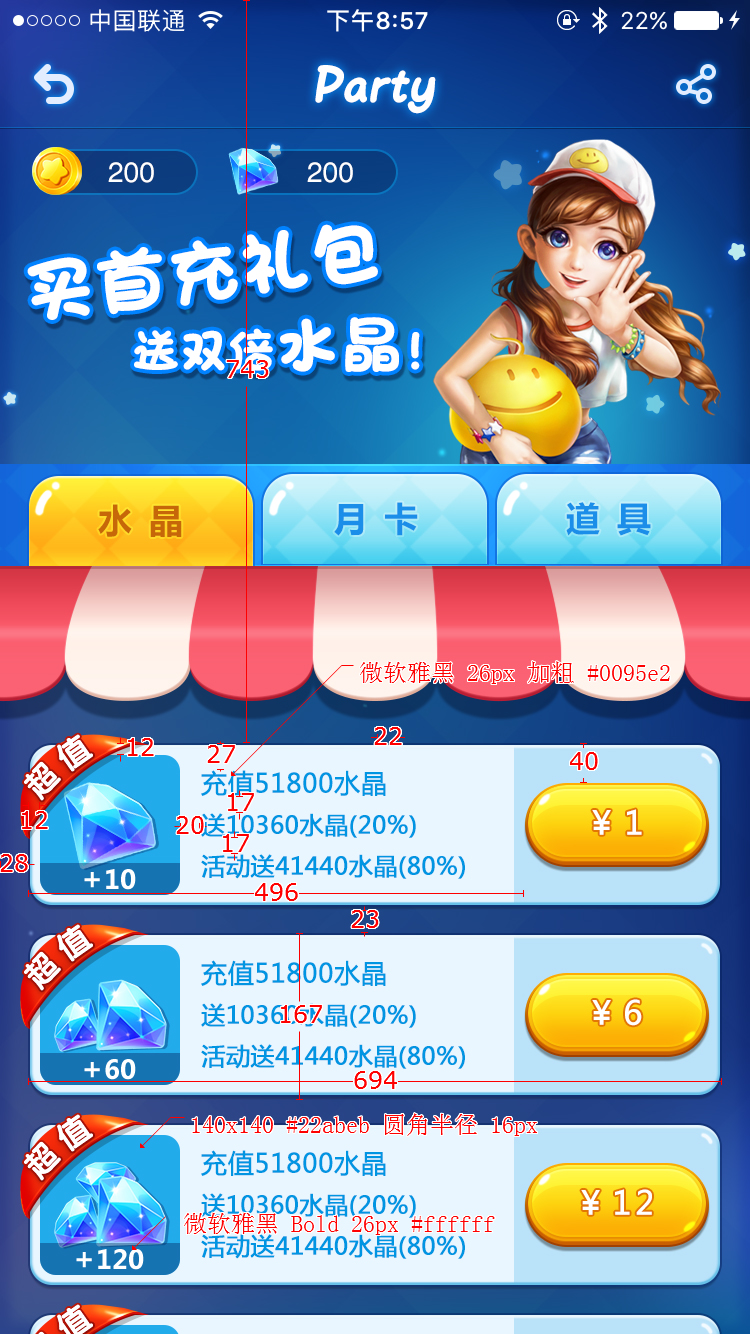 中国联通 下午8:57 22%
Party
200 200
买首充礼包
送双倍水晶!
743
水晶 月卡 道具
微软雅黑 26px 加粗 #0095e2
22
超值 12 27 40
充值51800水晶
17
12 20 送10360水晶(20%) ¥1
17
28 活动送41440水晶(80%)
+10
496
23
超值
充值51800水晶
送10360水晶(20%) ¥6
167
活动送41440水晶(80%)
+60
694
超值 140x140 #22abeb 圆角半径 16px
充值51800水晶
送10360水晶(20%) ¥12
微软雅黑 Bold 26px #ffffff
活动送41440水晶(80%)
+120
超值